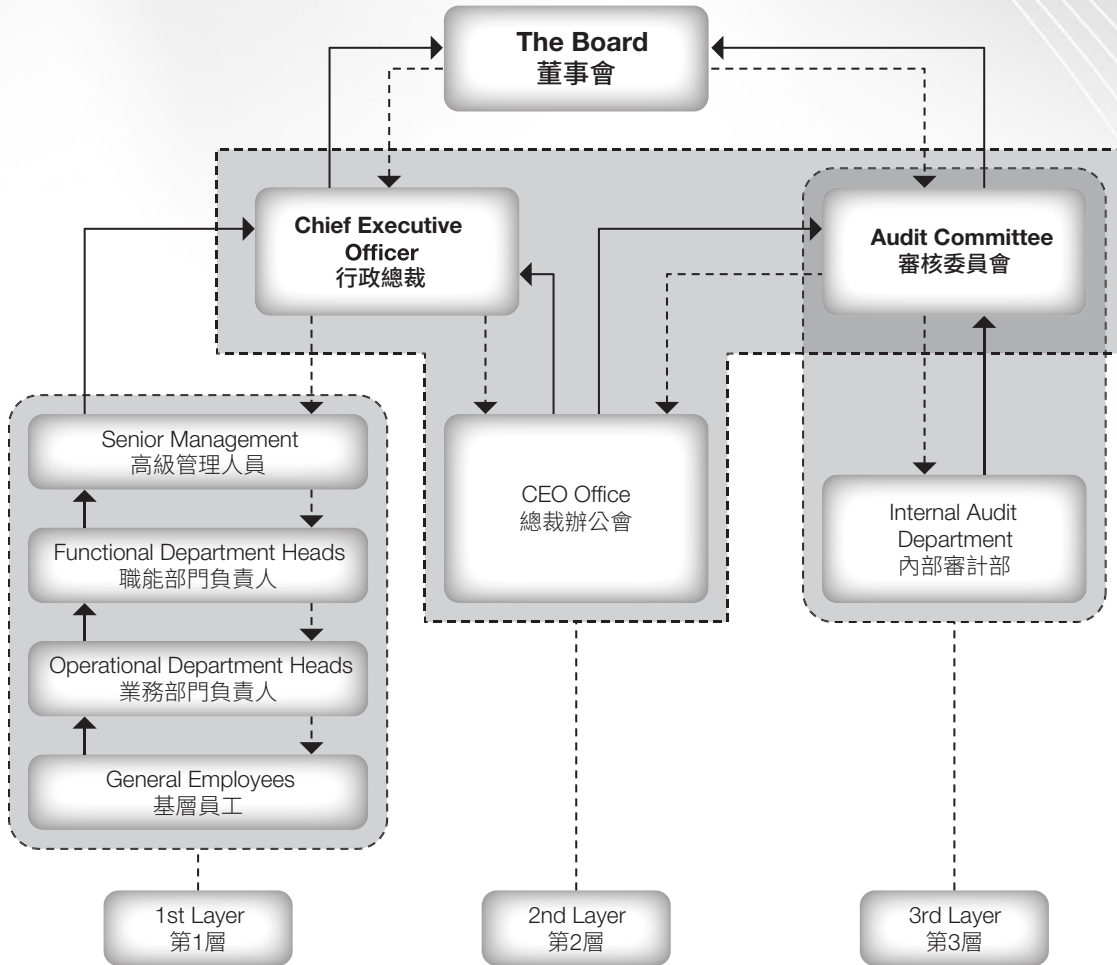 The Board
董事會
Chief Executive
Officer
行政總裁
Audit Committee
審核委員會
Senior Management
高級管理人員
Functional Department Heads
職能部門負責人
Operational Department Heads
業務部門負責人
General Employees
基層員工
CEO Office
總裁辦公會
Internal Audit
Department
內部審計部
1st Layer
第1層
2nd Layer
第2層
3rd Layer
第3層